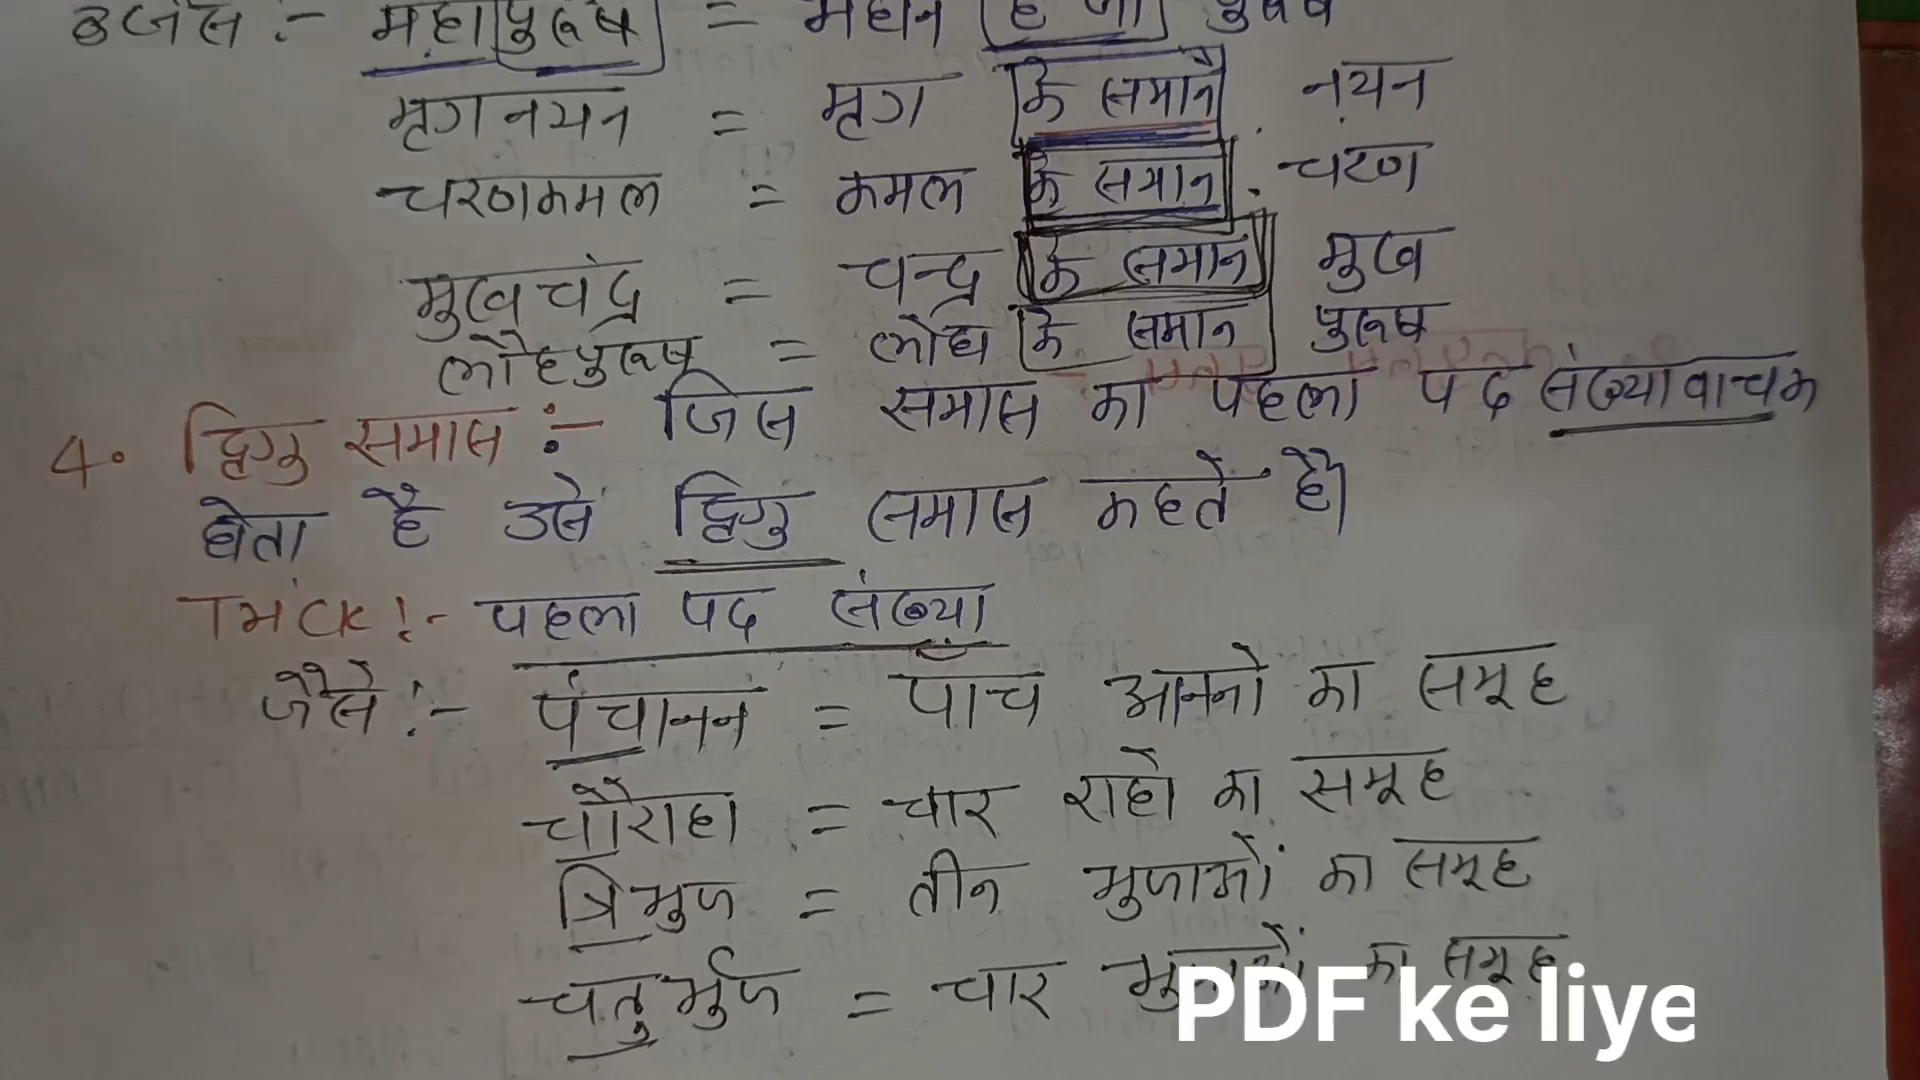 महापुरूष = महान है जो पुरूष
मृगनयन = मृग के समान नयन
चरणकमल = कमल के समान चरण
मुखचंद्र = चन्द्र के समान मुख
लौहपुरूष = लोह के समान पुरूष
4. द्विगु समास :- जिस समास का पहला पद संख्यावाचक
होता है उसे द्विगु समास कहते है।
Trick :- पहला पद संख्या
जैसे :- पंचानन = पाँच आननो का समूह
चौराहा = चार राहो का समूह
त्रिभुज = तीन भुजाओं का समूह
चतुर्भुज = चार भुजाओं का समूह
PDF ke liye